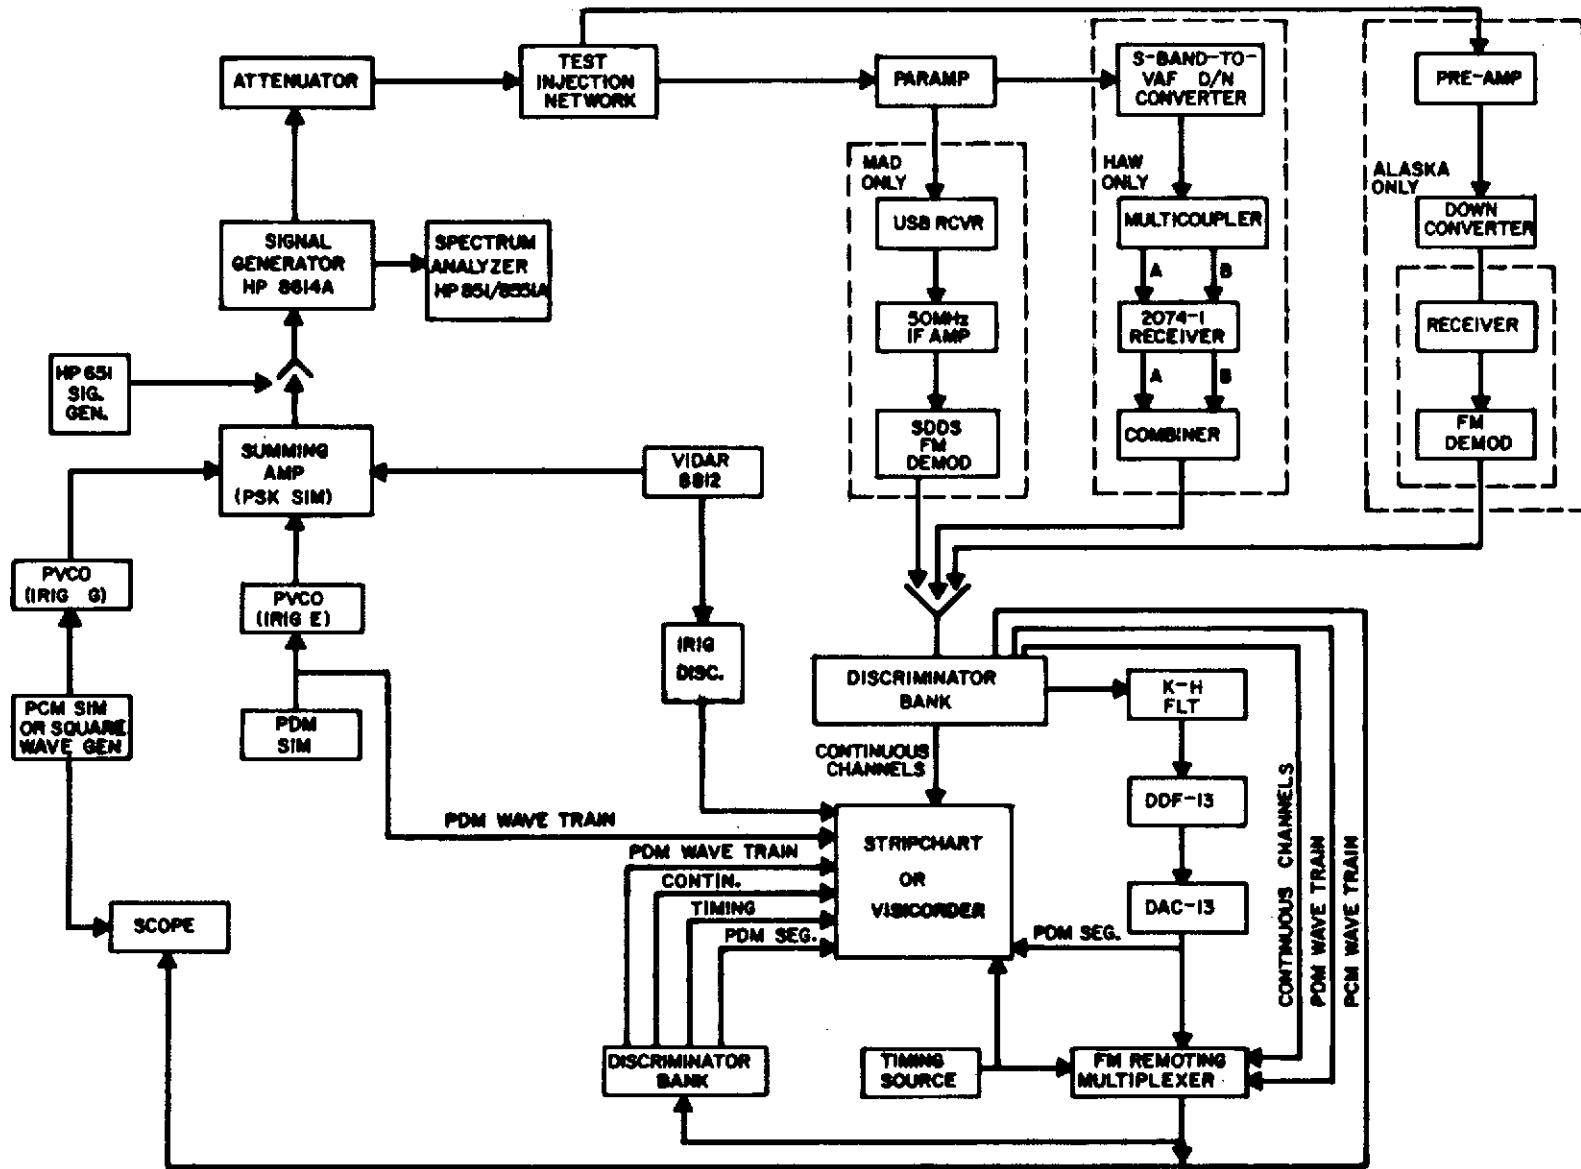 ATTENUATOR
TEST
INJECTION
NETWORK
PARAMP
S-BAND-TO-
VAF D/N
CONVERTER
PRE-AMP
MAD
ONLY
HAW
ONLY
ALASKA
ONLY
SIGNAL
GENERATOR
HP 8614A
SPECTRUM
ANALYZER
HP 851/8551A
USB RCVR
MULTICOUPLER
DOWN
CONVERTER
A
B
50MHz
IF AMP
2074-1
RECEIVER
RECEIVER
A
B
HP 651
SIG.
GEN.
SUMMING
AMP
(PSK SIM)
VIDAR
8812
SDDS
FM
DEMOD
COMBINER
FM
DEMOD
PVCO
(IRIG G)
PVCO
(IRIG E)
IRIG
DISC.
DISCRIMINATOR
BANK
K-H
FLT
PCM SIM
OR SQUARE
WAVE GEN
PDM
SIM
CONTINUOUS
CHANNELS
DDF-13
PDM WAVE TRAIN
STRIPCHART
OR
VISICORDER
PDM WAVE TRAIN
CONTIN.
TIMING
PDM SEG.
DAC-13
PDM SEG.
SCOPE
CONTINUOUS CHANNELS
PDM WAVE TRAIN
PCM WAVE TRAIN
DISCRIMINATOR
BANK
TIMING
SOURCE
FM REMOTING
MULTIPLEXER